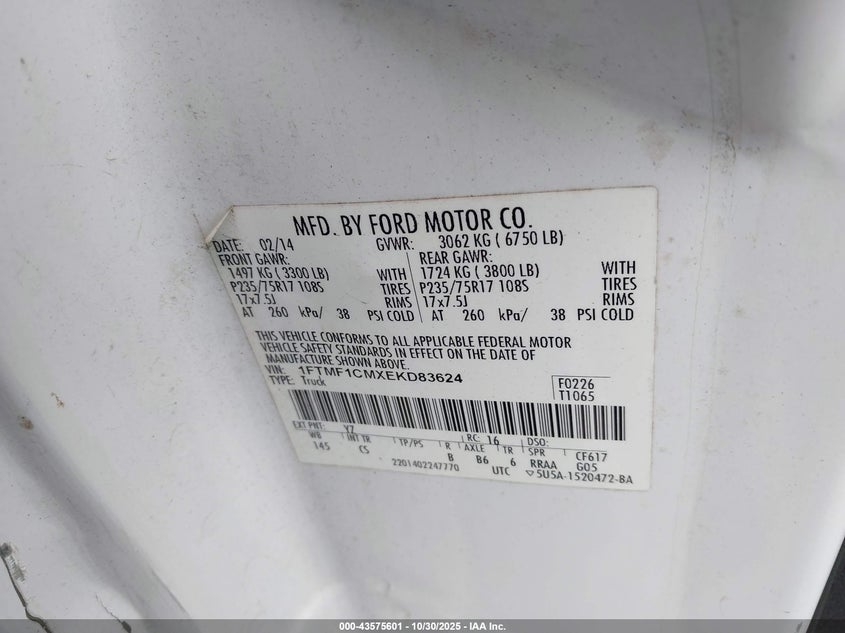 MFD. BY FORD MOTOR CO.
DATE: 02/14 GVWR: 3062 KG ( 6750 LB)
FRONT GAWR: REAR GAWR:
1497 KG ( 3300 LB) WITH 1724 KG ( 3800 LB) WITH
P235/75R17 108S TIRES P235/75R17 108S TIRES
17x7.5J RIMS 17x7.5J RIMS
AT 260 kPa/ 38 PSI COLD AT 260 kPa/ 38 PSI COLD
THIS VEHICLE CONFORMS TO ALL APPLICABLE FEDERAL MOTOR
VEHICLE SAFETY STANDARDS IN EFFECT ON THE DATE OF
MANUFACTURE SHOWN ABOVE.
VIN: 1FTMF1CMXEKD83624
TYPE: Truck
F0226
T1065
EXT PNT: YZ RC: 16 DSO:
WB INT TR TP/PS R AXLE TR SPR CF617
145 CS B B6 6 RRAA G05
2201402247770 UTC ▽5U5A-1520472-BA
000-43575601 - 10/30/2025 - IAA Inc.